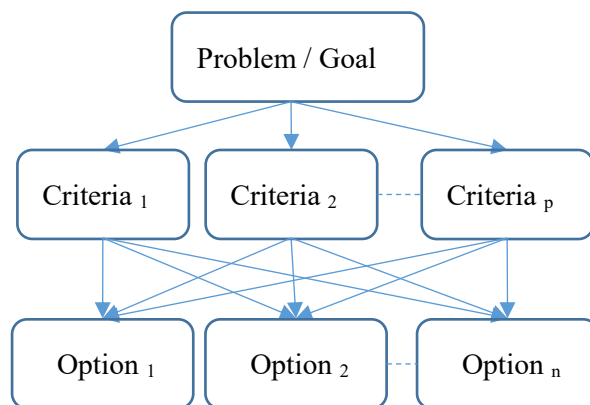 Problem / Goal
Criteria 1
Criteria 2
Criteria p
Option 1
Option 2
Option n